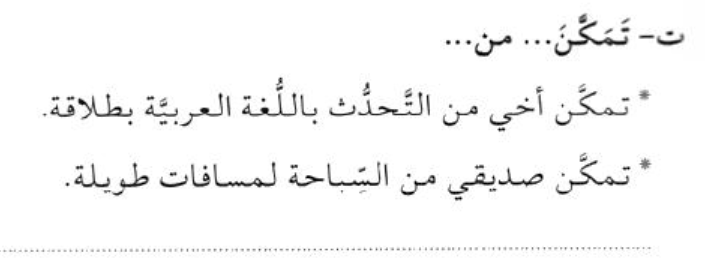 ت- تَمَكَّنَ... من...
* تمكَّن أخي من التَّحدُّث باللُّغة العربيَّة بطلاقة.
* تمكَّن صديقي من السِّباحة لمسافات طويلة.